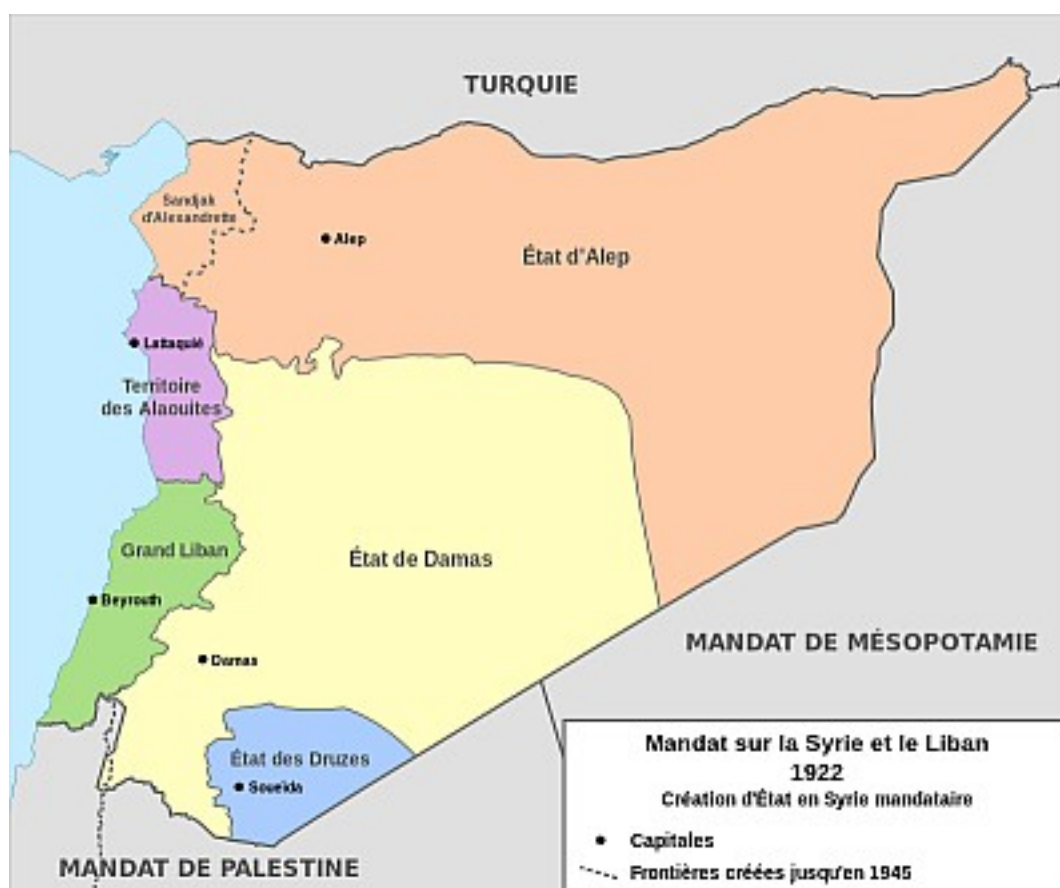 TURQUIE
Sandjak
d'Alexandrette
Alep
État d'Alep
Lattaquié
Territoire
des Alaouites
Grand Liban
État de Damas
Beyrouth
MANDAT DE MÉSOPOTAMIE
Damas
État des Druzes
Soueïda
MANDAT DE PALESTINE
Mandat sur la Syrie et le Liban
1922
Création d'État en Syrie mandataire
Capitales
Frontières créées jusqu'en 1945